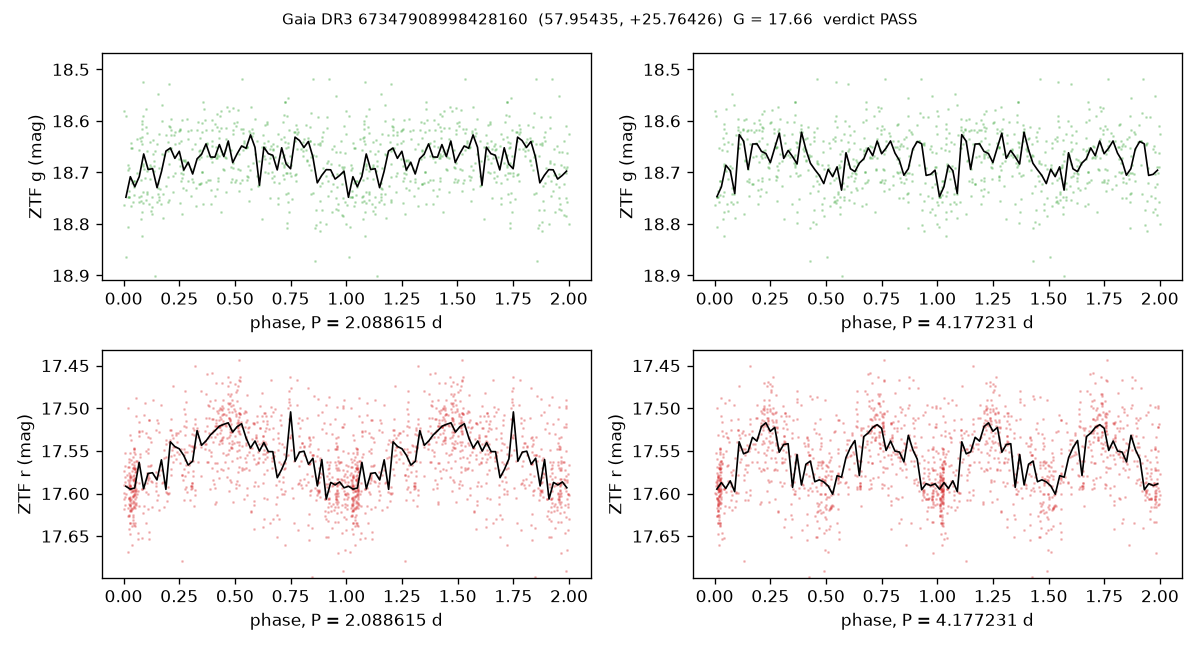 Gaia DR3 67347908998428160 (57.95435, +25.76426) G = 17.66 verdict PASS
ZTF g (mag)
18.5
18.6
18.7
18.8
18.9
0.00 0.25 0.50 0.75 1.00 1.25 1.50 1.75 2.00
phase, P = 2.088615 d
ZTF g (mag)
18.5
18.6
18.7
18.8
18.9
0.00 0.25 0.50 0.75 1.00 1.25 1.50 1.75 2.00
phase, P = 4.177231 d
ZTF r (mag)
17.45
17.50
17.55
17.60
17.65
0.00 0.25 0.50 0.75 1.00 1.25 1.50 1.75 2.00
phase, P = 2.088615 d
ZTF r (mag)
17.45
17.50
17.55
17.60
17.65
0.00 0.25 0.50 0.75 1.00 1.25 1.50 1.75 2.00
phase, P = 4.177231 d